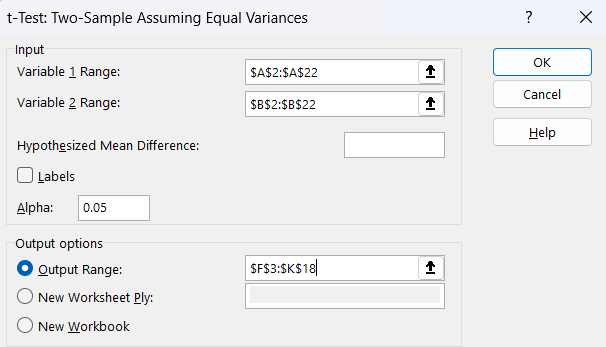 t-Test: Two-Sample Assuming Equal Variances ? ×
Input
Variable 1 Range: $A$2:$A$22 OK
Variable 2 Range: $B$2:$B$22 Cancel
Hypothesized Mean Difference: Help
Labels
Alpha: 0.05
Output options
Output Range: $F$3:$K$18
New Worksheet Ply:
New Workbook